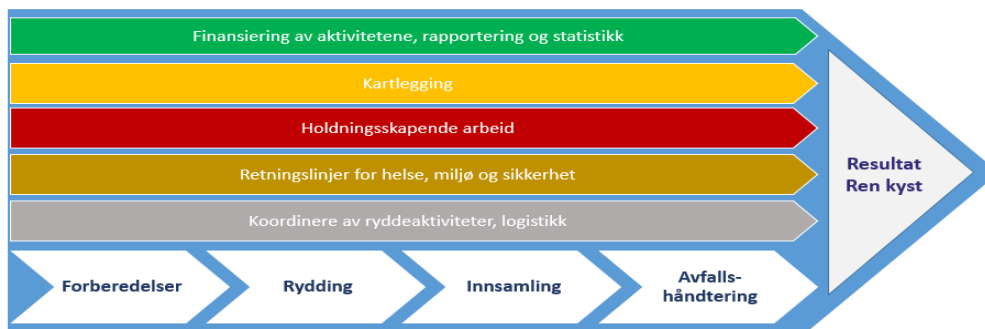 Finansiering av aktivitetene, rapportering og statistikk
Kartlegging
Holdningsskapende arbeid
Retningslinjer for helse, miljø og sikkerhet
Koordinere av ryddeaktiviteter, logistikk
Resultat
Ren kyst
Forberedelser
Rydding
Innsamling
Avfalls-
håndtering